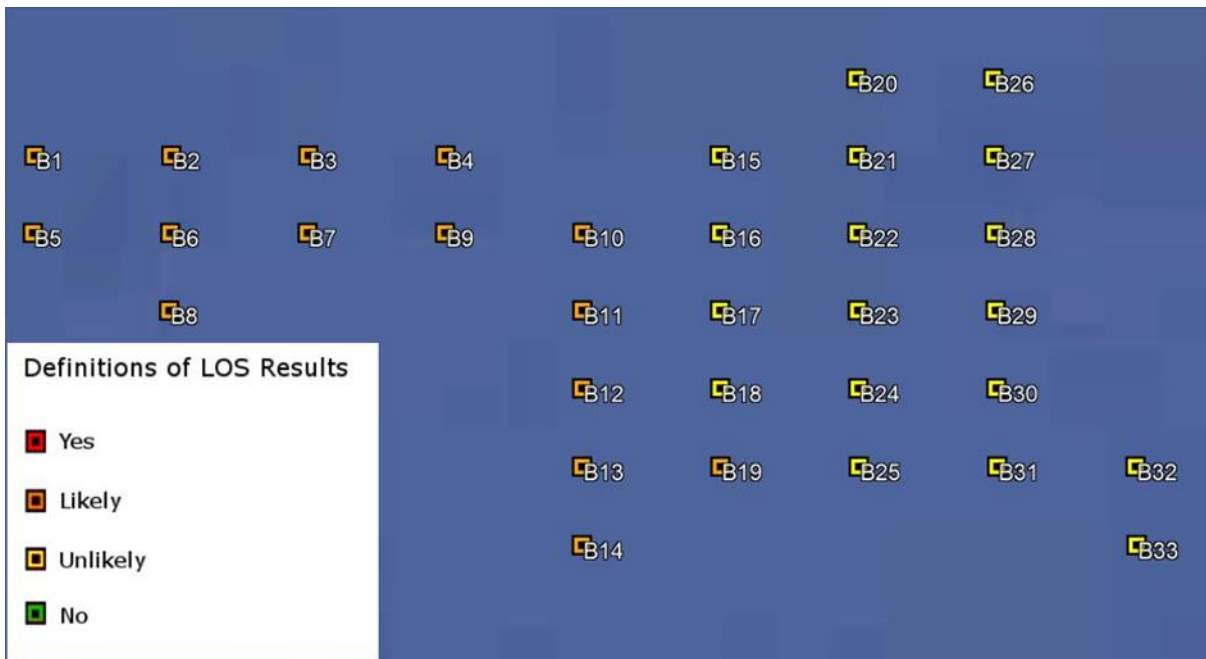 B20 B26
B1 B2 B3 B4 B15 B21 B27
B5 B6 B7 B9 B10 B16 B22 B28
B8 B11 B17 B23 B29
Definitions of LOS Results
B12 B18 B24 B30
Yes
B13 B19 B25 B31 B32
Likely
B14 B33
Unlikely
No